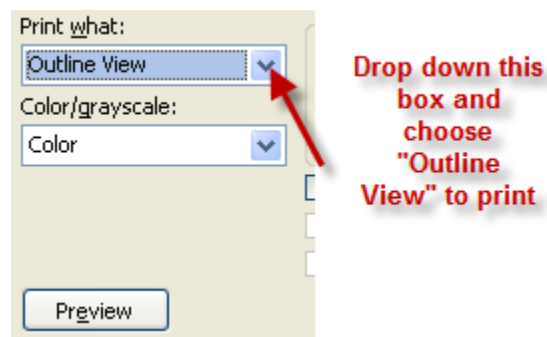 Print what:
Outline View
Color/grayscale:
Color
Preview
Drop down this
box and
choose
"Outline
View" to print